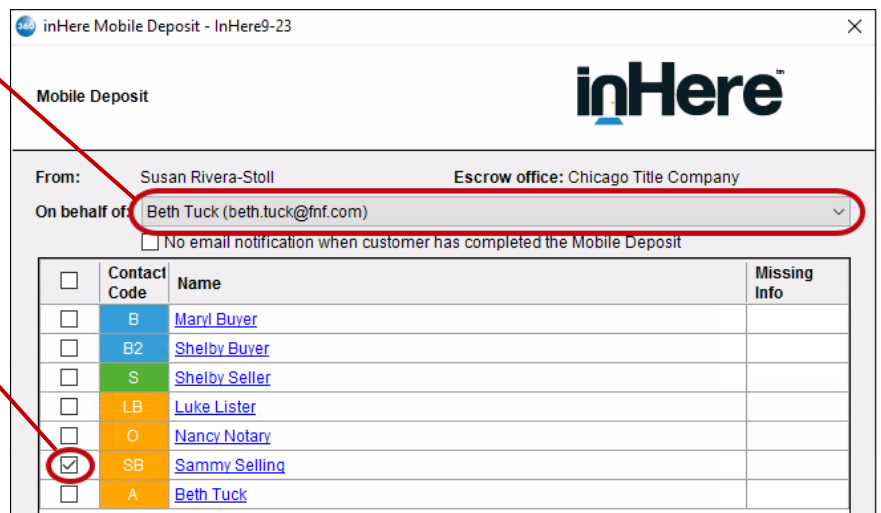 360 inHere Mobile Deposit - InHere9-23
Mobile Deposit
inHere tm
From: Susan Rivera-Stoll Escrow office: Chicago Title Company
On behalf of: Beth Tuck (beth.tuck@fnf.com)
No email notification when customer has completed the Mobile Deposit
Contact Code Name Missing Info
B Maryl Buyer
B2 Shelby Buyer
S Shelby Seller
LB Luke Lister
O Nancy Notary
SB Sammy Selling
A Beth Tuck